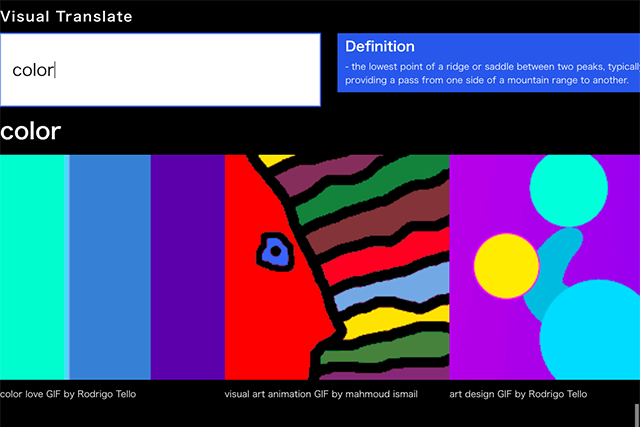 Visual Translate
color
Definition
- the lowest point of a ridge or saddle between two peaks, typically
providing a pass from one side of a mountain range to another.
color
color love GIF by Rodrigo Tello
visual art animation GIF by mahmoud ismail
art design GIF by Rodrigo Tello